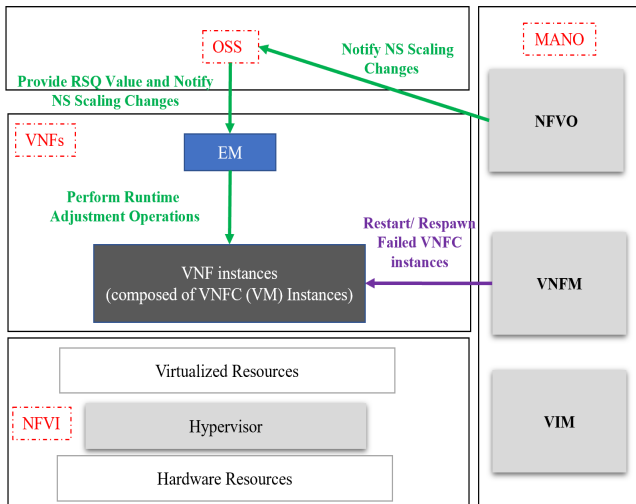 OSS
Notify NS Scaling
Changes
MANO
Provide RSQ Value and Notify
NS Scaling Changes
NFVO
VNFs
EM
Perform Runtime
Adjustment Operations
Restart/ Respawn
Failed VNFC
instances
VNF instances
(composed of VNFC (VM) Instances)
VNFM
Virtualized Resources
NFVI
Hypervisor
VIM
Hardware Resources